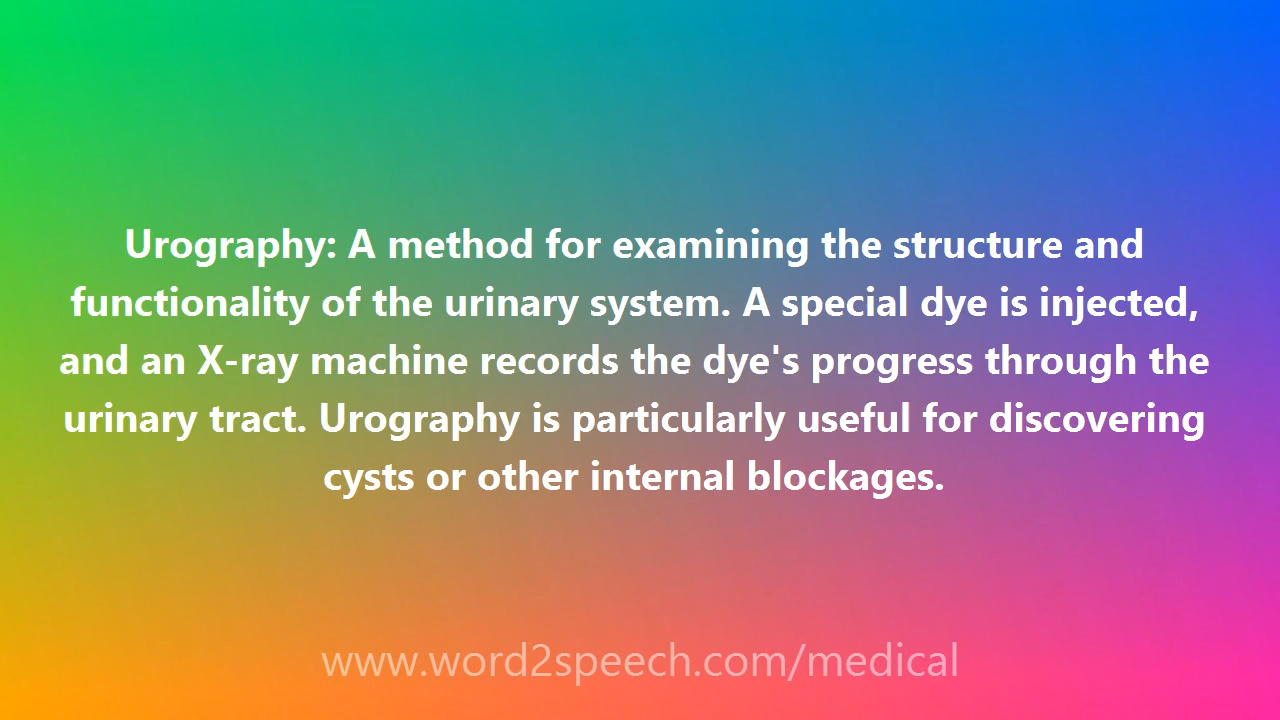 Urography: A method for examining the structure and
functionality of the urinary system. A special dye is injected,
and an X-ray machine records the dye's progress through the
urinary tract. Urography is particularly useful for discovering
cysts or other internal blockages.
www.word2speech.com/medical